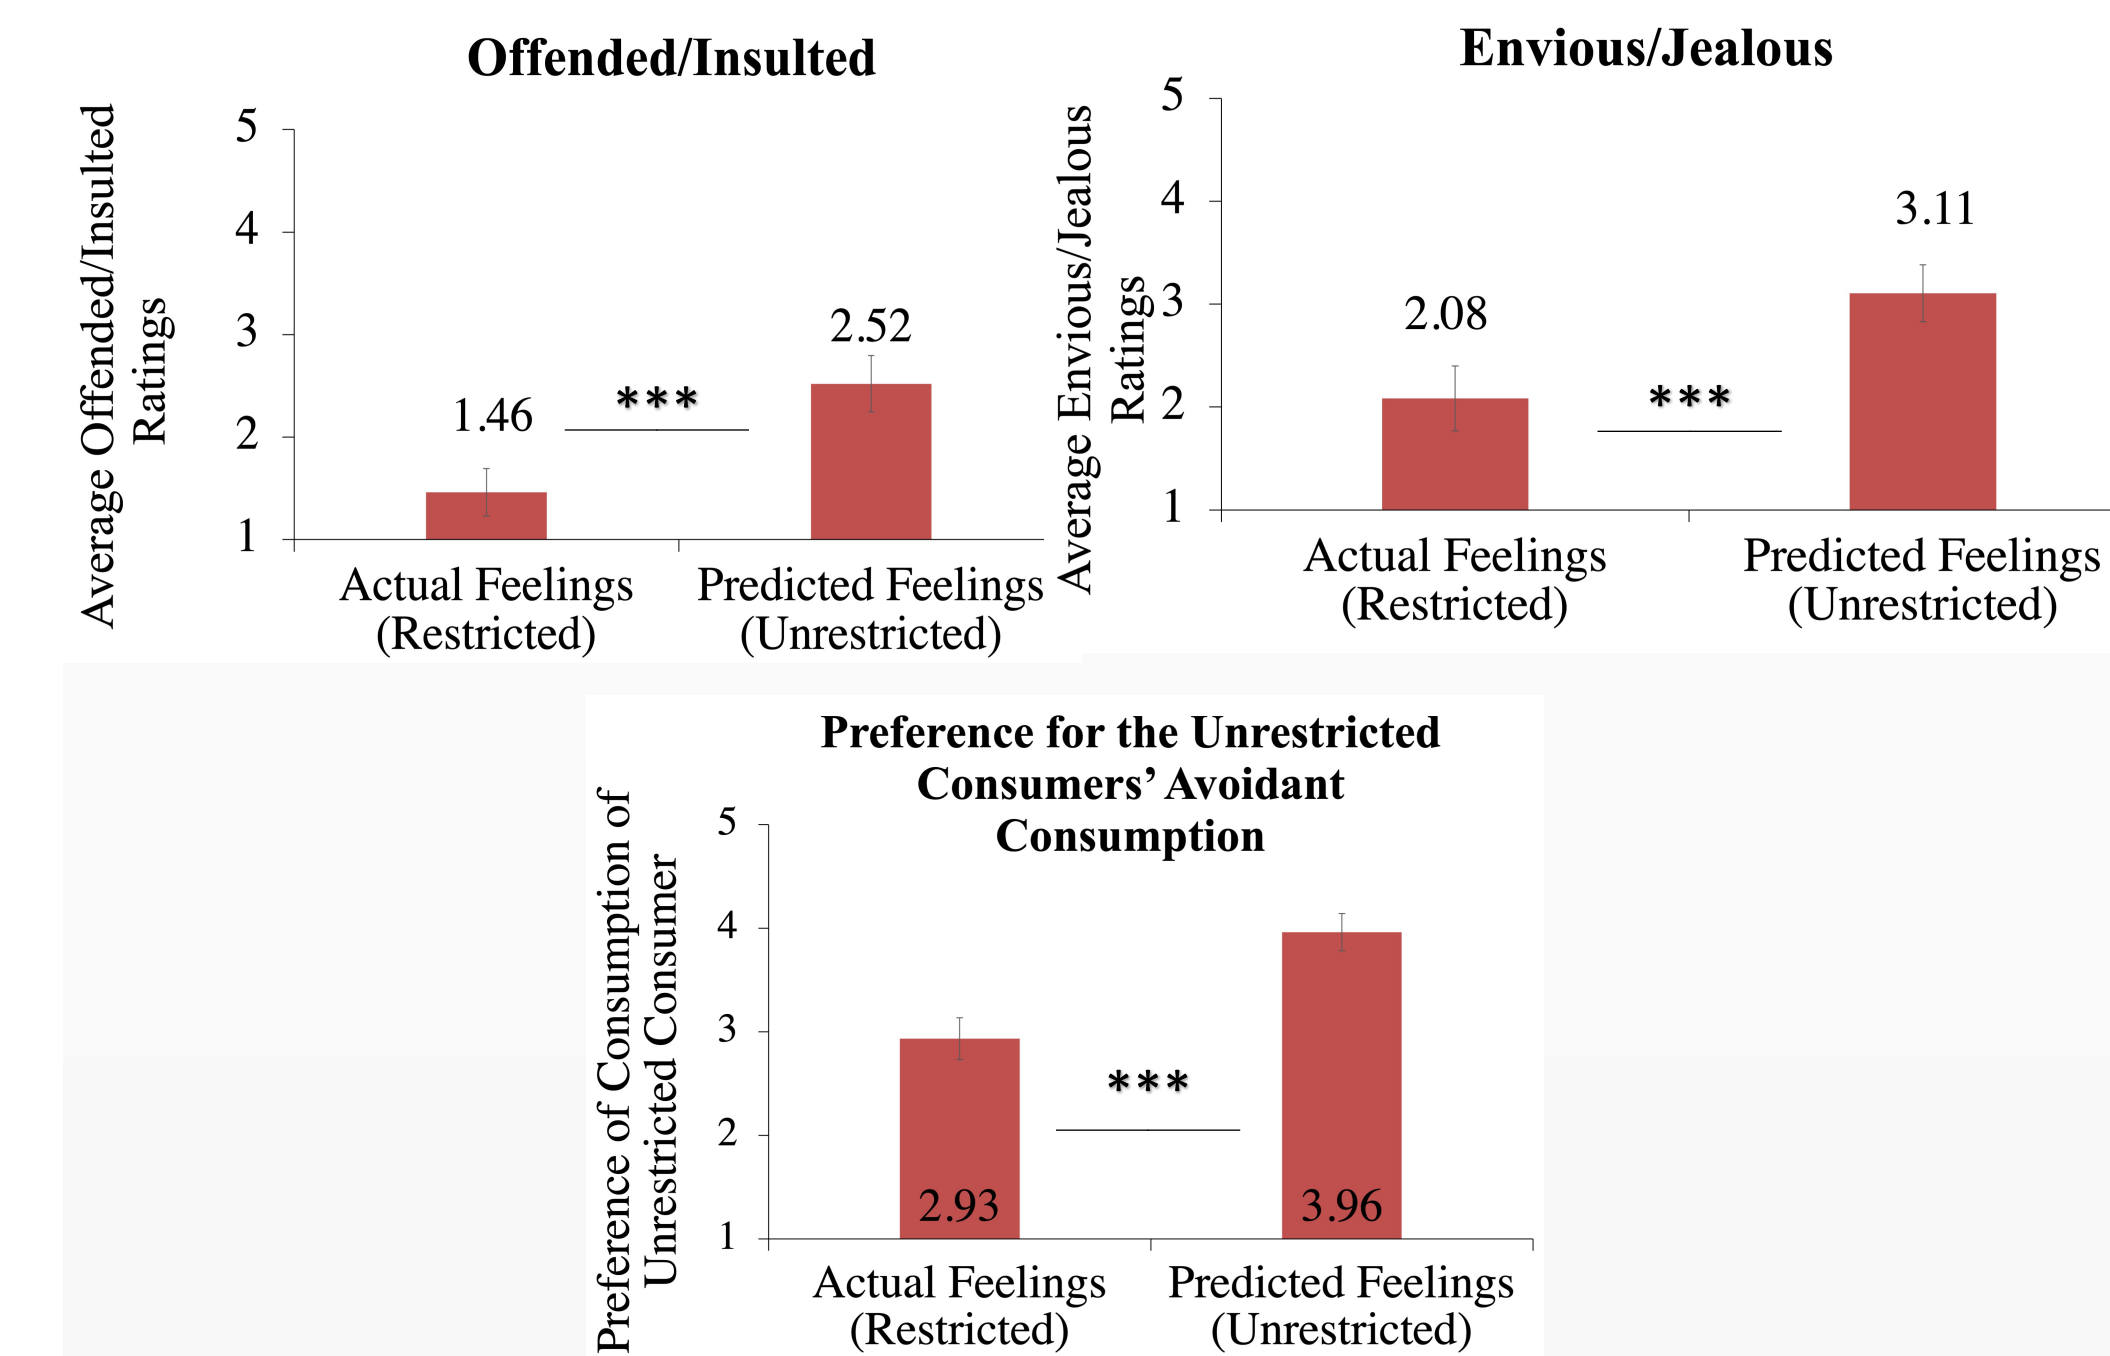 Offended/Insulted
Average Offended/Insulted
Ratings
5
4
3
2
1
1.46
***
2.52
Actual Feelings
(Restricted)
Predicted Feelings
(Unrestricted)
Envious/Jealous
Average Envious/Jealous
Ratings
5
4
3
2
1
2.08
***
3.11
Actual Feelings
(Restricted)
Predicted Feelings
(Unrestricted)
Preference for the Unrestricted
Consumers’ Avoidant
Consumption
Preference of Consumption of
Unrestricted Consumer
5
4
3
2
1
2.93
***
3.96
Actual Feelings
(Restricted)
Predicted Feelings
(Unrestricted)